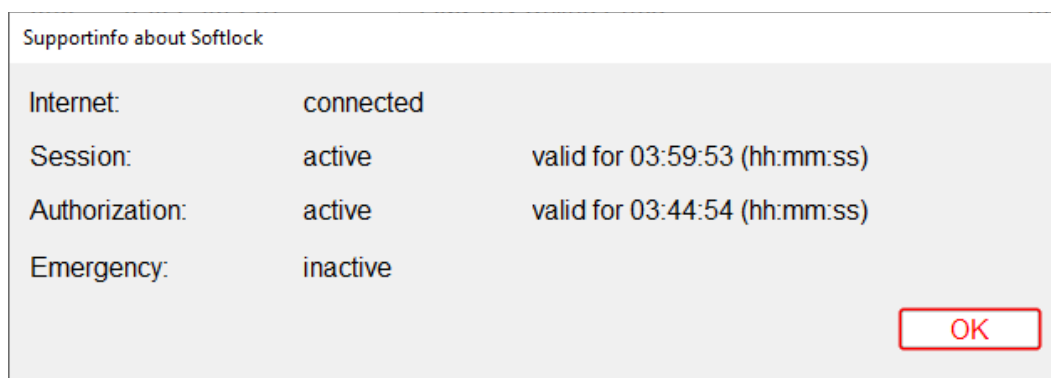 Supportinfo about Softlock
Internet: connected
Session: active valid for 03:59:53 (hh:mm:ss)
Authorization: active valid for 03:44:54 (hh:mm:ss)
Emergency: inactive
OK